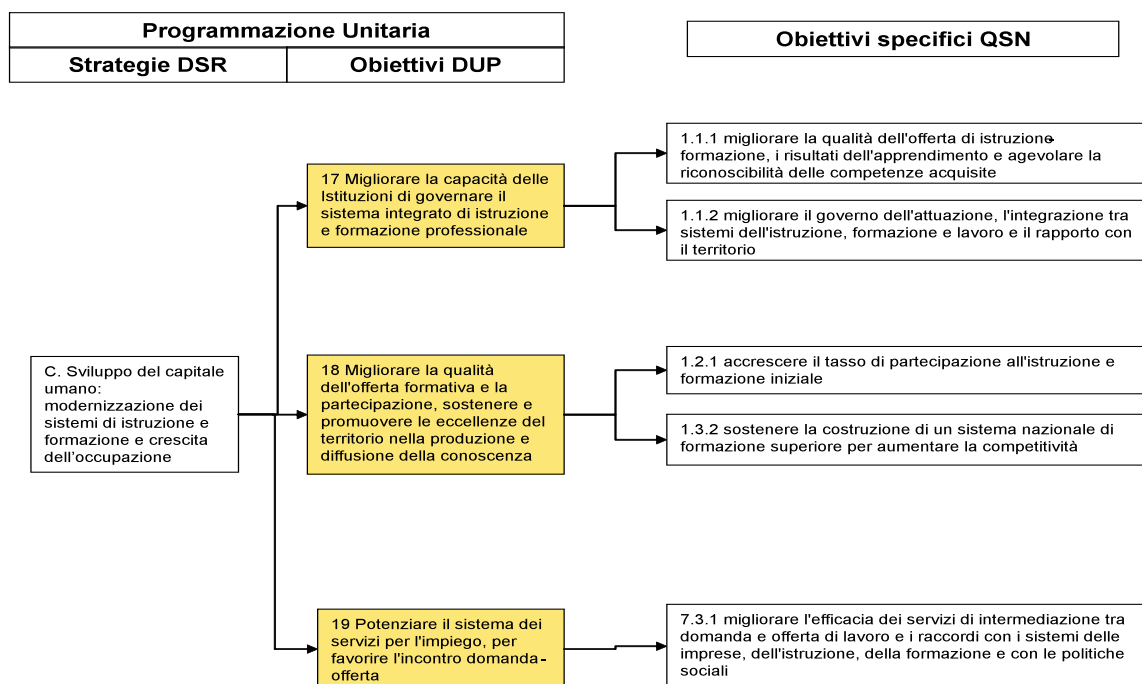 Programmazione Unitaria
Strategie DSR
Obiettivi DUP
Obiettivi specifici QSN
C. Sviluppo del capitale
umano:
modernizzazione dei
sistemi di istruzione e
formazione e crescita
dell'occupazione
17 Migliorare la capacità delle
Istituzioni di governare il
sistema integrato di istruzione
e formazione professionale
1.1.1 migliorare la qualità dell'offerta di istruzione-
formazione, i risultati dell'apprendimento e agevolare la
riconoscibilità delle competenze acquisite
1.1.2 migliorare il governo dell'attuazione, l'integrazione tra
sistemi dell'istruzione, formazione e lavoro e il rapporto con
il territorio
18 Migliorare la qualità
dell'offerta formativa e la
partecipazione, sostenere e
promuovere le eccellenze del
territorio nella produzione e
diffusione della conoscenza
1.2.1 accrescere il tasso di partecipazione all'istruzione e
formazione iniziale
1.3.2 sostenere la costruzione di un sistema nazionale di
formazione superiore per aumentare la competitività
19 Potenziare il sistema dei
servizi per l'impiego, per
favorire l'incontro domanda-
offerta
7.3.1 migliorare l'efficacia dei servizi di intermediazione tra
domanda e offerta di lavoro e i raccordi con i sistemi delle
imprese, dell'istruzione, della formazione e con le politiche
sociali